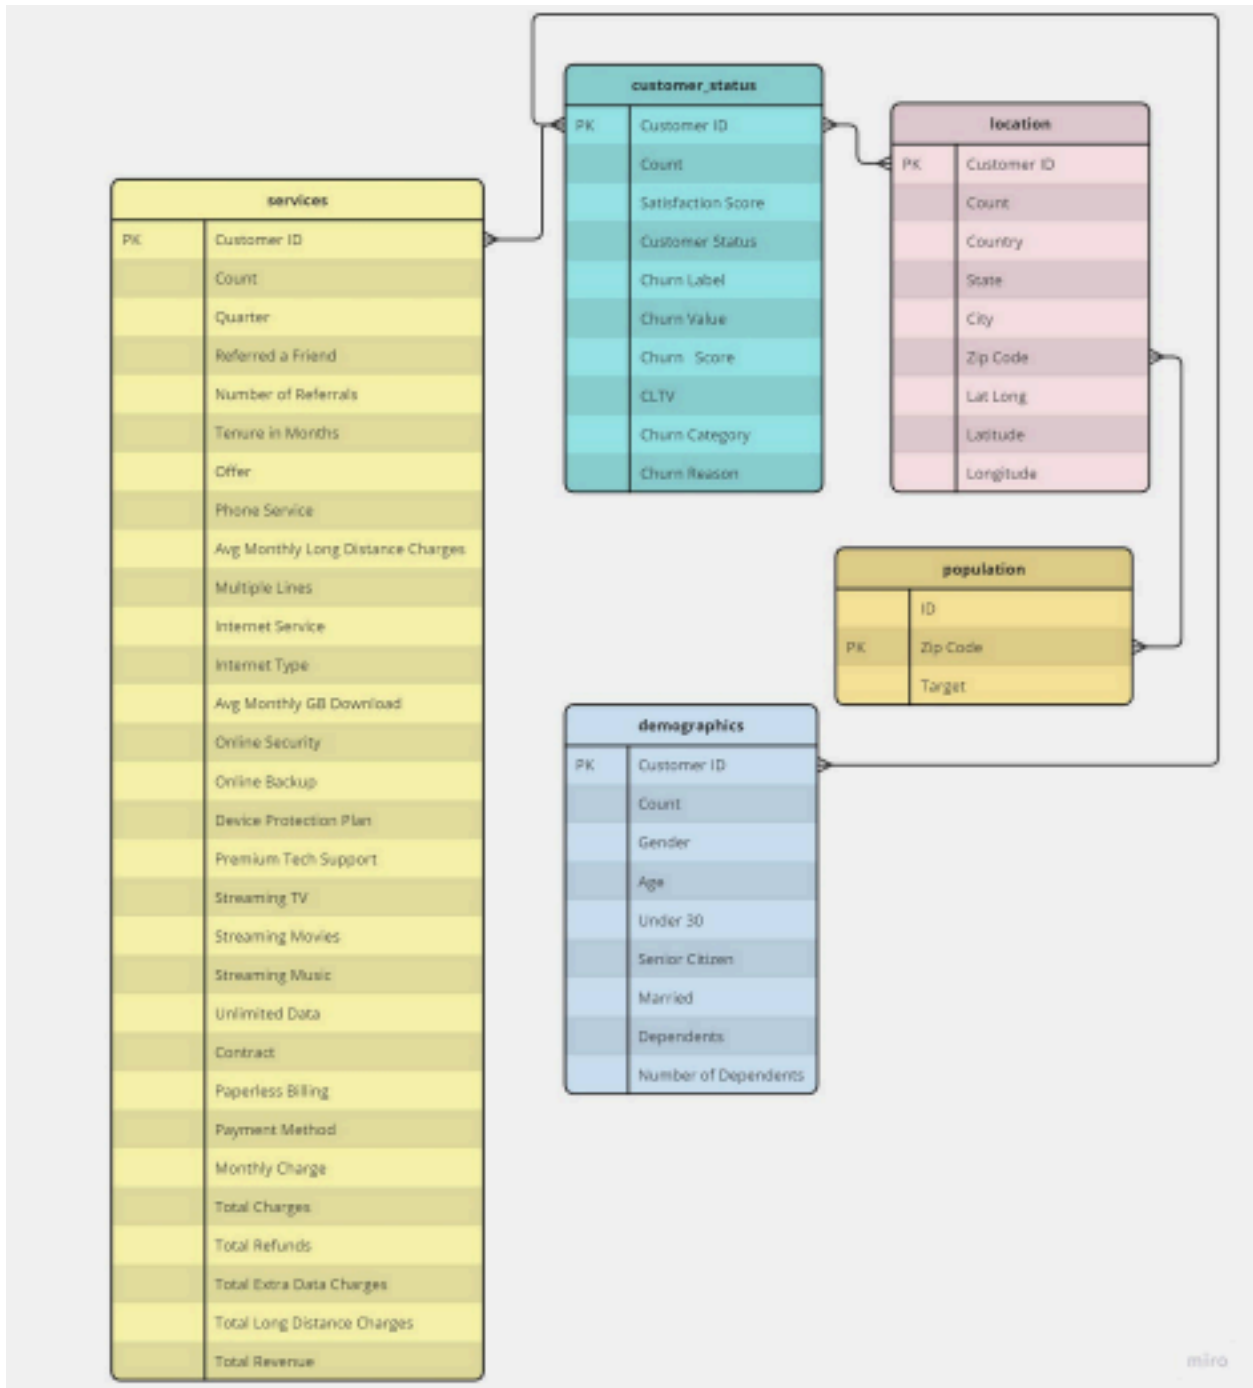 customer_status
PK Customer ID
Count
Satisfaction Score
Customer Status
Churn Label
Churn Value
Churn Score
CLTV
Churn Category
Churn Reason
location
PK Customer ID
Count
Country
State
City
Zip Code
Lat Long
Latitude
Longitude
services
PK Customer ID
Count
Quarter
Referred a Friend
Number of Referrals
Tenure in Months
Offer
Phone Service
Avg Monthly Long Distance Charges
Multiple Lines
Internet Service
Internet Type
Avg Monthly GB Download
Online Security
Online Backup
Device Protection Plan
Premium Tech Support
Streaming TV
Streaming Movies
Streaming Music
Unlimited Data
Contract
Paperless Billing
Payment Method
Monthly Charge
Total Charges
Total Refunds
Total Extra Data Charges
Total Long Distance Charges
Total Revenue
population
ID
PK Zip Code
Target
demographics
PK Customer ID
Count
Gender
Age
Under 30
Senior Citizen
Married
Dependents
Number of Dependents
miro